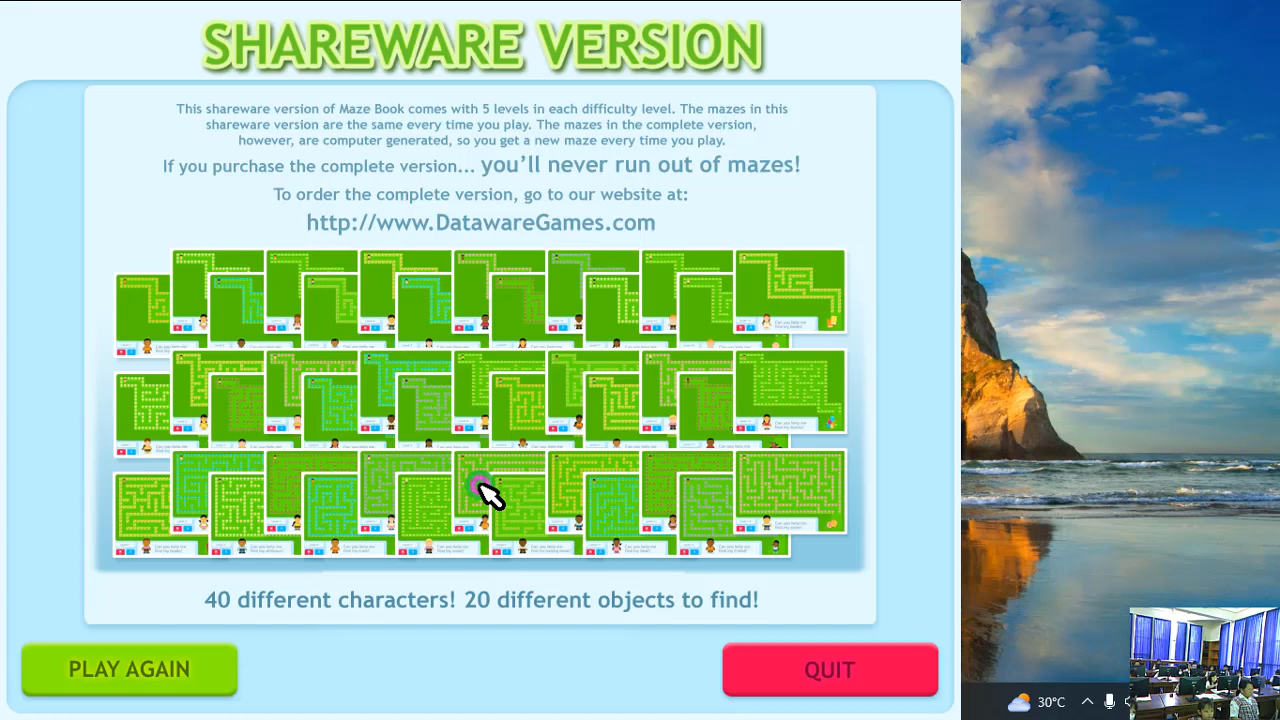 SHAREWARE VERSION
This shareware version of Maze Book comes with 5 levels in each difficulty level. The mazes in this
shareware version are the same every time you play. The mazes in the complete version,
however, are computer generated, so you get a new maze every time you play.
If you purchase the complete version... you'll never run out of mazes!
To order the complete version, go to our website at:
http://www.DatawareGames.com
40 different characters! 20 different objects to find!
PLAY AGAIN
QUIT
30°C